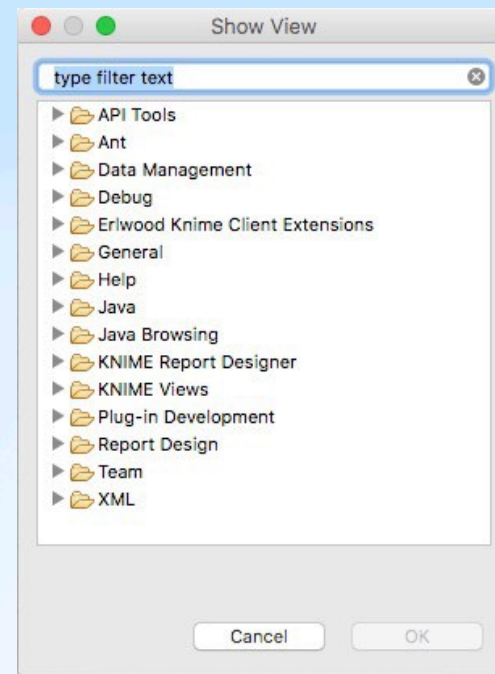 Show View
type filter text
API Tools
Ant
Data Management
Debug
Erlwood Knime Client Extensions
General
Help
Java
Java Browsing
KNIME Report Designer
KNIME Views
Plug-in Development
Report Design
Team
XML
Cancel
OK